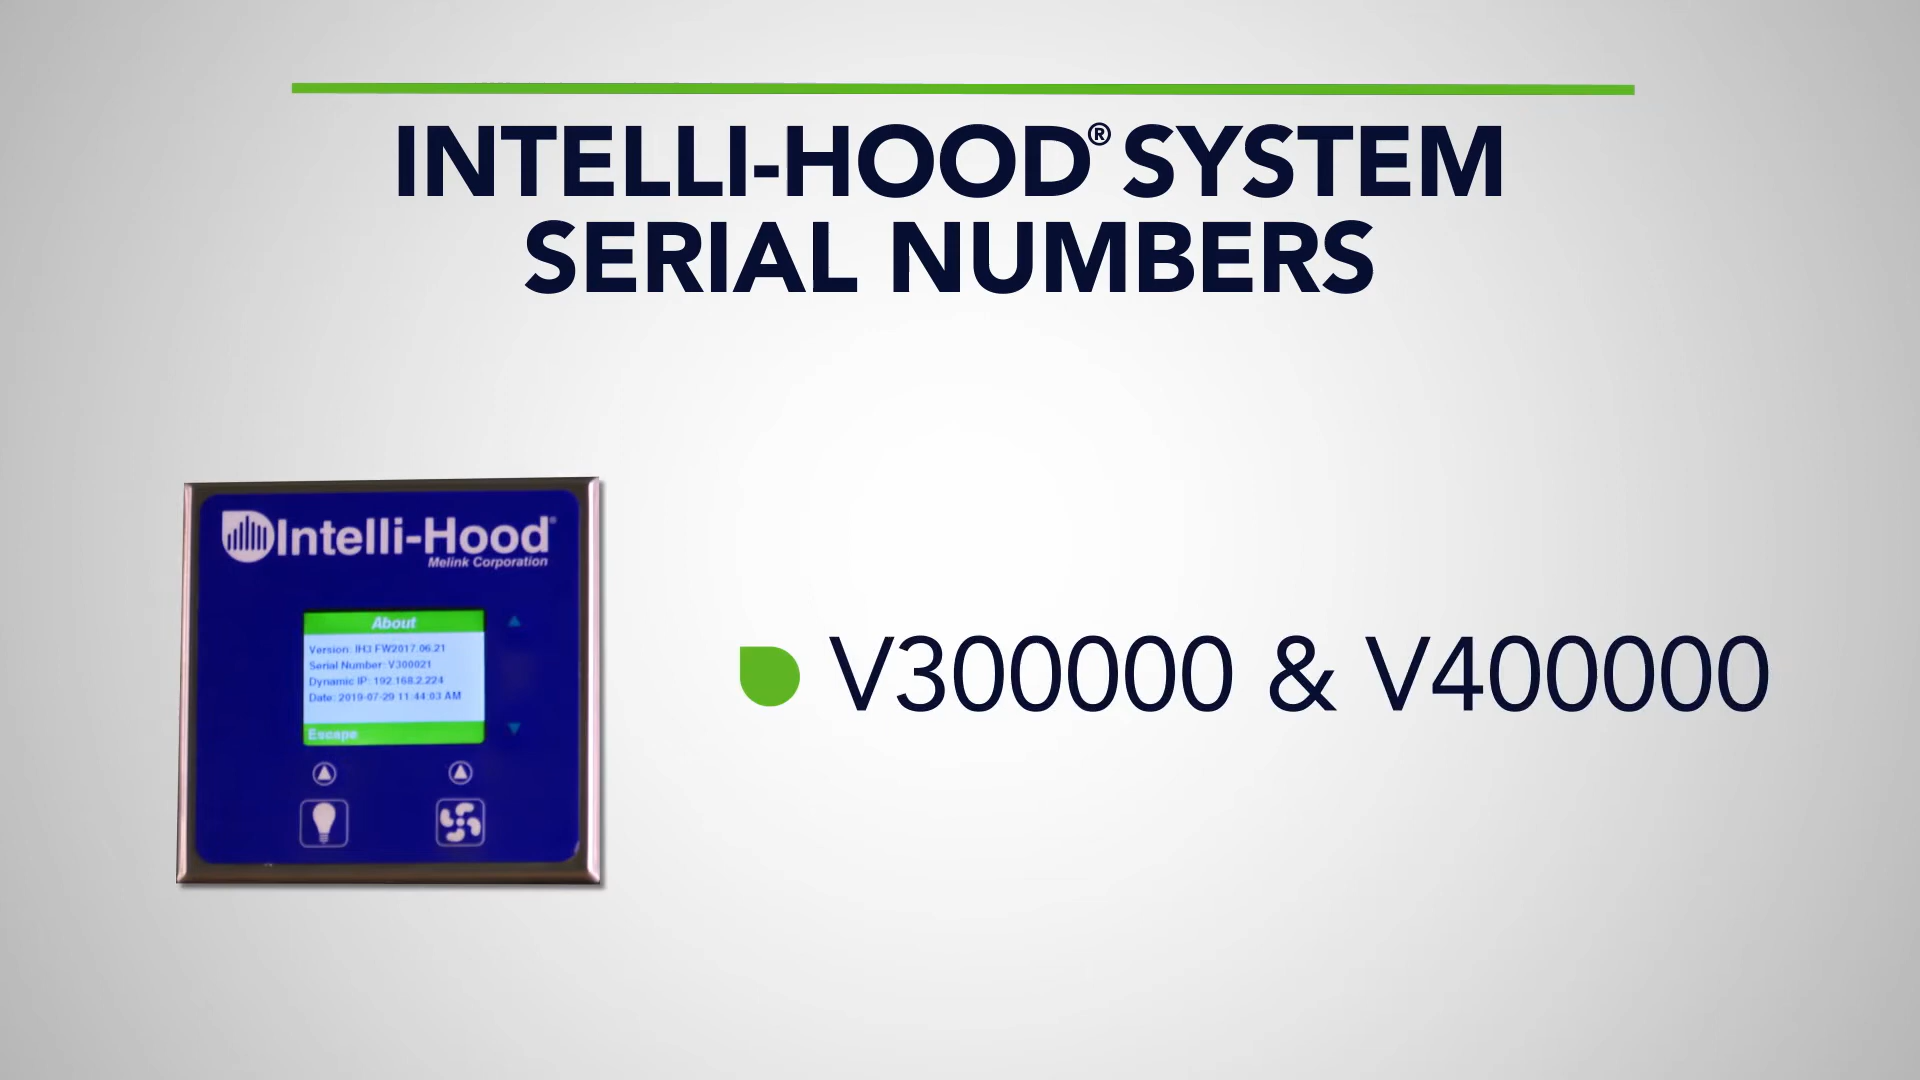 INTELLI-HOOD® SYSTEM
SERIAL NUMBERS
Intelli-Hood®
Melink Corporation
About
Version: IH3 FW2017.06.21
Serial Number: V300021
Dynamic IP: 192.168.2.224
Date: 2019-07-29 11:44:03 AM
Escape
V300000 & V400000